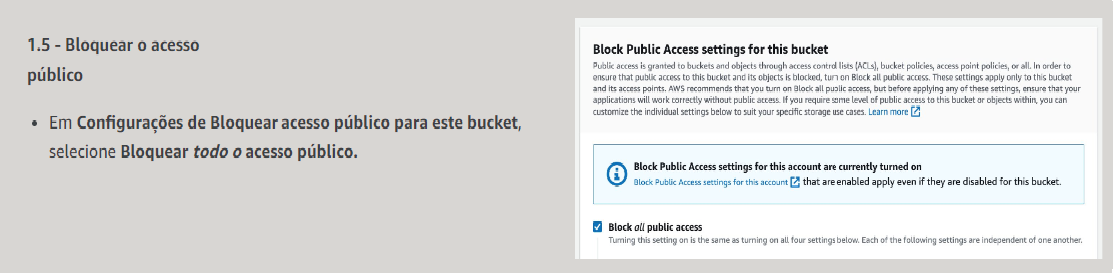 1.5 - Bloquear o acesso
público
• Em Configurações de Bloquear acesso público para este bucket,
selecione Bloquear todo o acesso público.
Block Public Access settings for this bucket
Public access is granted to buckets and objects through access control lists (ACLs), bucket policies, access point policies, or all. In order to
ensure that public access to this bucket and its objects is blocked, turn on Block all public access. These settings apply only to this bucket
and its access points. AWS recommends that you turn on Block all public access, but before applying any of these settings, ensure that your
applications will work correctly without public access. If you require some level of public access to this bucket or objects within, you can
customize the individual settings below to suit your specific storage use cases. Learn more
Block Public Access settings for this account are currently turned on
Block Public Access settings for this account that are enabled apply even if they are disabled for this bucket.
Block all public access
Turning this setting on is the same as turning on all four settings below. Each of the following settings are independent of one another.